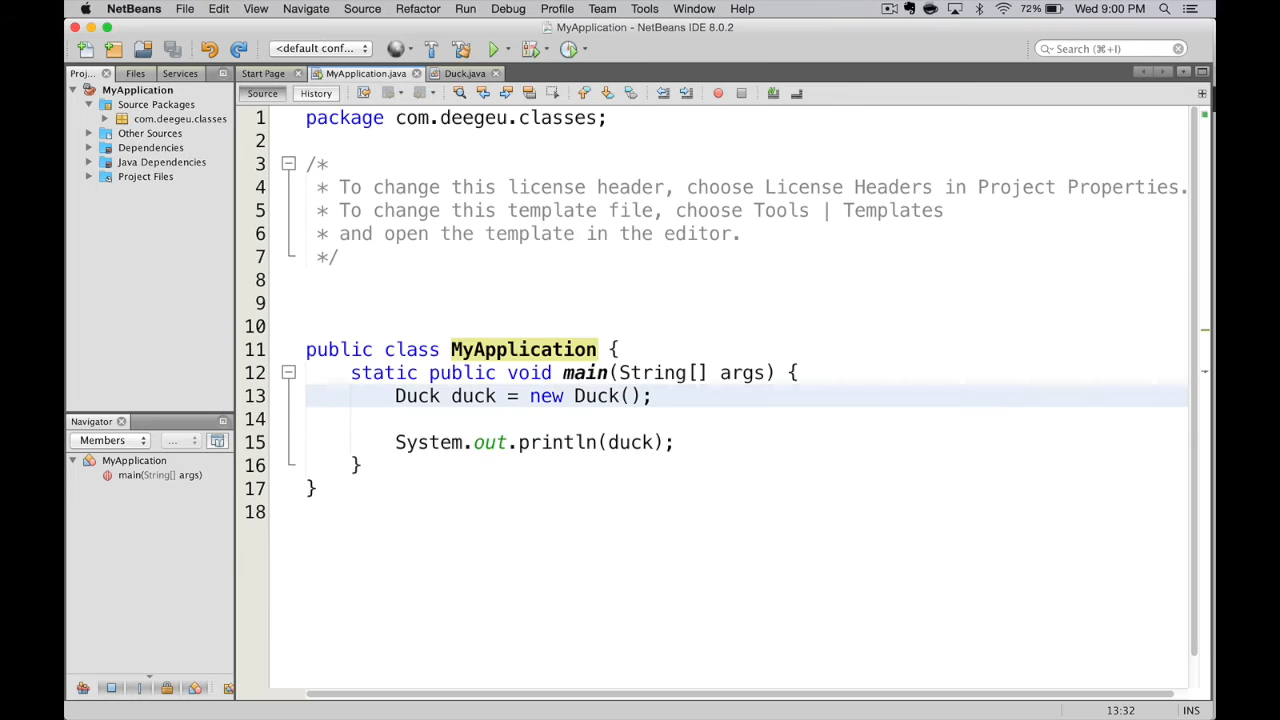 NetBeans File Edit View Navigate Source Refactor Run Debug Profile Team Tools Window Help 72% Wed 9:00 PM
MyApplication - NetBeans IDE 8.0.2
<default conf... Search (⌘+I)
Proj... Files Services Start Page MyApplication.java Duck.java
Source History
MyApplication
Source Packages
com.deegeu.classes
Other Sources
Dependencies
Java Dependencies
Project Files
1 package com.deegeu.classes;
2
3 /*
4 * To change this license header, choose License Headers in Project Properties.
5 * To change this template file, choose Tools | Templates
6 * and open the template in the editor.
7 */
8
9
10
11 public class MyApplication {
12 static public void main(String[] args) {
13 Duck duck = new Duck();
14
15 System.out.println(duck);
16 }
17 }
18
Navigator
Members ...
MyApplication
main(String[] args)
13:32 INS